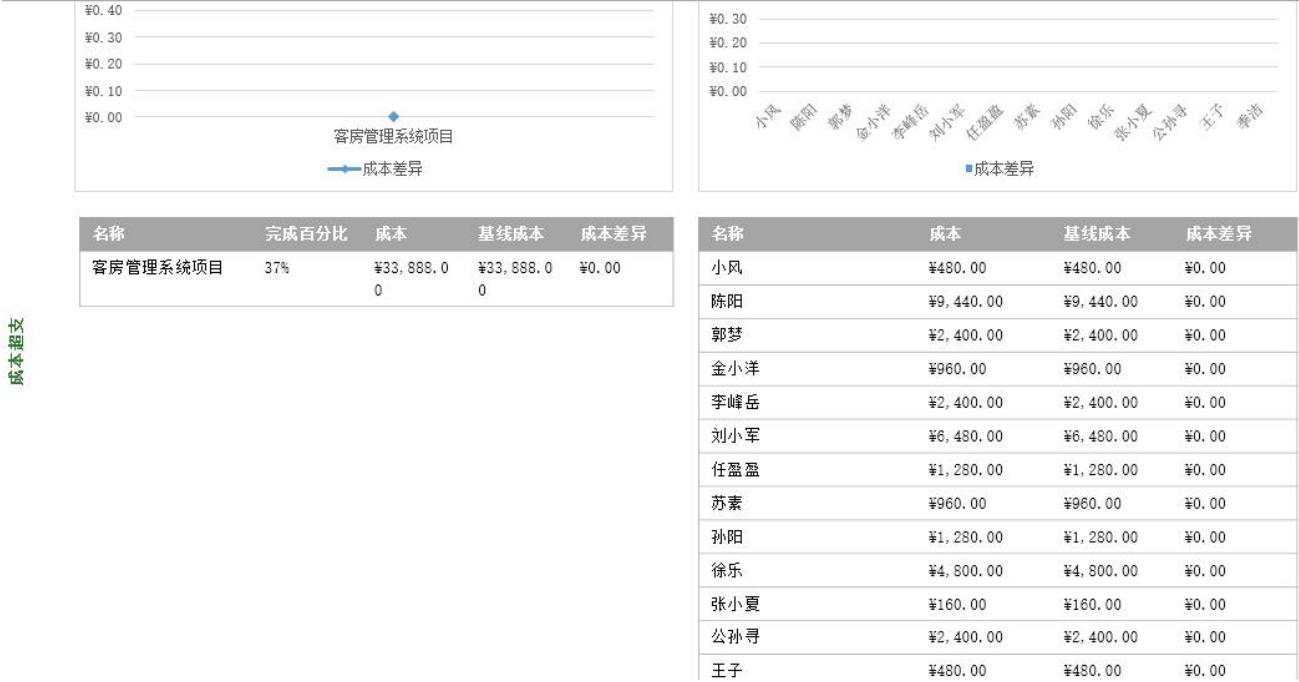 ¥0.40
¥0.30
¥0.20
¥0.10
¥0.00
客房管理系统项目
成本差异
¥0.30
¥0.20
¥0.10
¥0.00
小风 陈阳 郭梦 金小洋 李峰岳 刘小军 任盈盈 苏素 孙阳 徐乐 张小夏 公孙寻 王子 季洁
成本差异
成本超支
名称 完成百分比 成本 基线成本 成本差异
客房管理系统项目 37% ¥33,888.0 ¥33,888.0 ¥0.00
0 0
名称 成本 基线成本 成本差异
小风 ¥480.00 ¥480.00 ¥0.00
陈阳 ¥9,440.00 ¥9,440.00 ¥0.00
郭梦 ¥2,400.00 ¥2,400.00 ¥0.00
金小洋 ¥960.00 ¥960.00 ¥0.00
李峰岳 ¥2,400.00 ¥2,400.00 ¥0.00
刘小军 ¥6,480.00 ¥6,480.00 ¥0.00
任盈盈 ¥1,280.00 ¥1,280.00 ¥0.00
苏素 ¥960.00 ¥960.00 ¥0.00
孙阳 ¥1,280.00 ¥1,280.00 ¥0.00
徐乐 ¥4,800.00 ¥4,800.00 ¥0.00
张小夏 ¥160.00 ¥160.00 ¥0.00
公孙寻 ¥2,400.00 ¥2,400.00 ¥0.00
王子 ¥480.00 ¥480.00 ¥0.00